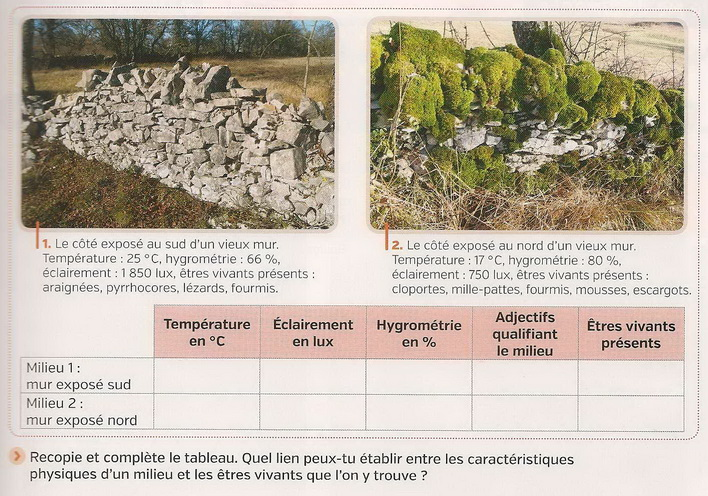 1. Le côté exposé au sud d'un vieux mur.
Température : 25 °C, hygrométrie : 66 %,
éclairement : 1 850 lux, êtres vivants présents :
araignées, pyrrhocores, lézards, fourmis.
2. Le côté exposé au nord d'un vieux mur.
Température : 17 °C, hygrométrie : 80 %,
éclairement : 750 lux, êtres vivants présents :
cloportes, mille-pattes, fourmis, mousses, escargots.
Température
en °C
Éclairement
en lux
Hygrométrie
en %
Adjectifs
qualifiant
le milieu
Êtres vivants
présents
Milieu 1 :
mur exposé sud
Milieu 2 :
mur exposé nord
Recopie et complète le tableau. Quel lien peux-tu établir entre les caractéristiques
physiques d'un milieu et les êtres vivants que l'on y trouve ?